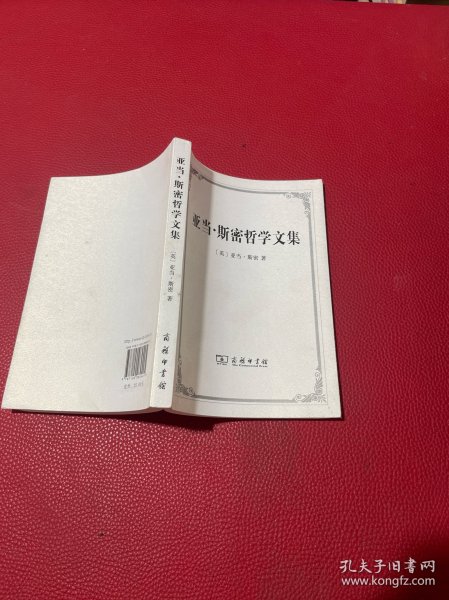 亚当·斯密哲学文集
〔英〕亚当·斯密 著
商务印书馆
亚当·斯密哲学文集
〔英〕亚当·斯密 著
商务印书馆
The Commercial Press
孔夫子旧书网
www.kongfz.com